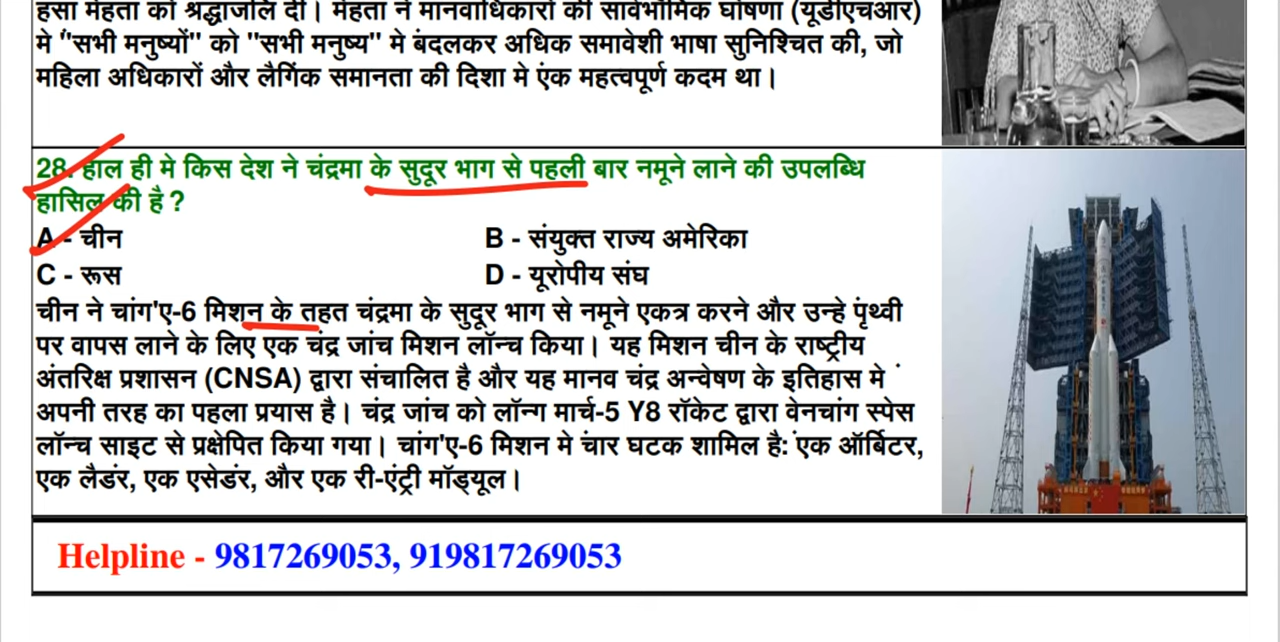 हंसा मेहता को श्रद्धांजलि दी। मेहता ने मानवाधिकारों की सार्वभौमिक घोषणा (यूडीएचआर)
मे "सभी मनुष्यों" को "सभी मनुष्य" मे बंदलकर अधिक समावेशी भाषा सुनिश्चित की, जो
महिला अधिकारों और लैगिंक समानता की दिशा मे एंक महत्वपूर्ण कदम था।
28. हाल ही मे किस देश ने चंद्रमा के सुदूर भाग से पहली बार नमूने लाने की उपलब्धि
हासिल की है ?
A - चीन
B - संयुक्त राज्य अमेरिका
C - रूस
D - यूरोपीय संघ
चीन ने चांग'ए-6 मिशन के तहत चंद्रमा के सुदूर भाग से नमूने एकत्र करने और उन्हे पृंथ्वी
पर वापस लाने के लिए एक चंद्र जांच मिशन लॉन्च किया। यह मिशन चीन के राष्ट्रीय
अंतरिक्ष प्रशासन (CNSA) द्वारा संचालित है और यह मानव चंद्र अन्वेषण के इतिहास मे
अपनी तरह का पहला प्रयास है। चंद्र जांच को लॉन्ग मार्च-5 Y8 रॉकेट द्वारा वेनचांग स्पेस
लॉन्च साइट से प्रक्षेपित किया गया। चांग'ए-6 मिशन मे चार घटक शामिल है: एक ऑर्बिटर,
एक लैडंर, एक एसेडंर, और एक री-एंट्री मॉड्यूल।
Helpline - 9817269053, 919817269053